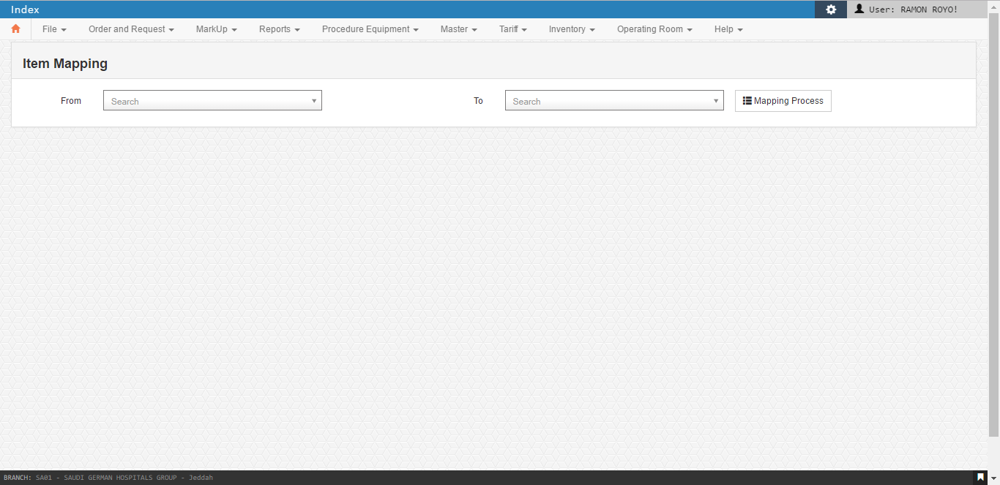 Index
User: RAMON ROYO!
File Order and Request MarkUp Reports Procedure Equipment Master Tariff Inventory Operating Room Help
Item Mapping
From Search To Search Mapping Process
BRANCH: SA01 - SAUDI GERMAN HOSPITALS GROUP - Jeddah